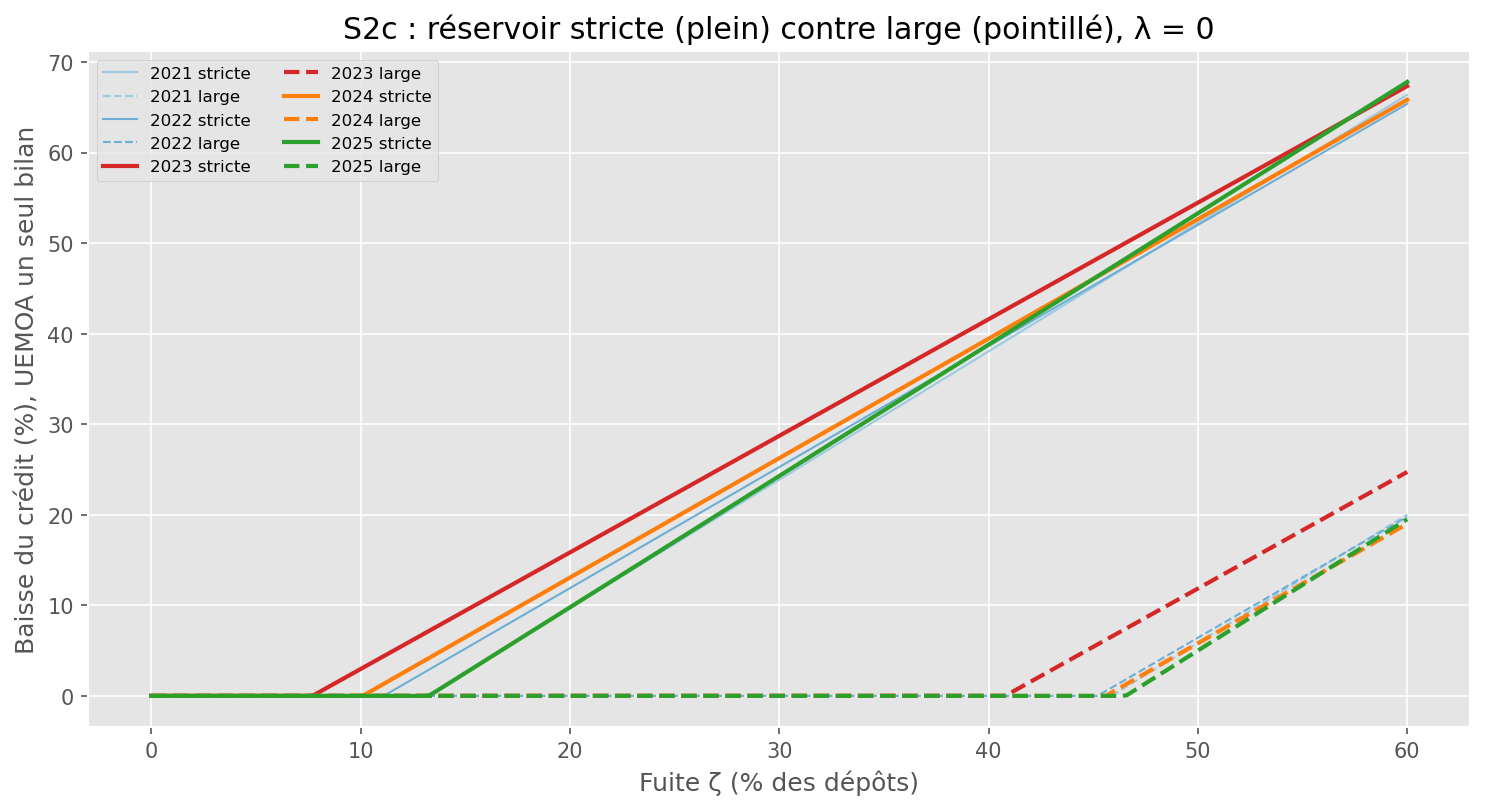 S2c : réservoir stricte (plein) contre large (pointillé), λ = 0
2021 stricte
2021 large
2022 stricte
2022 large
2023 stricte
2023 large
2024 stricte
2024 large
2025 stricte
2025 large
Baisse du crédit (%), UEMOA un seul bilan
70
60
50
40
30
20
10
0
0
10
20
30
40
50
60
Fuite ζ (% des dépôts)